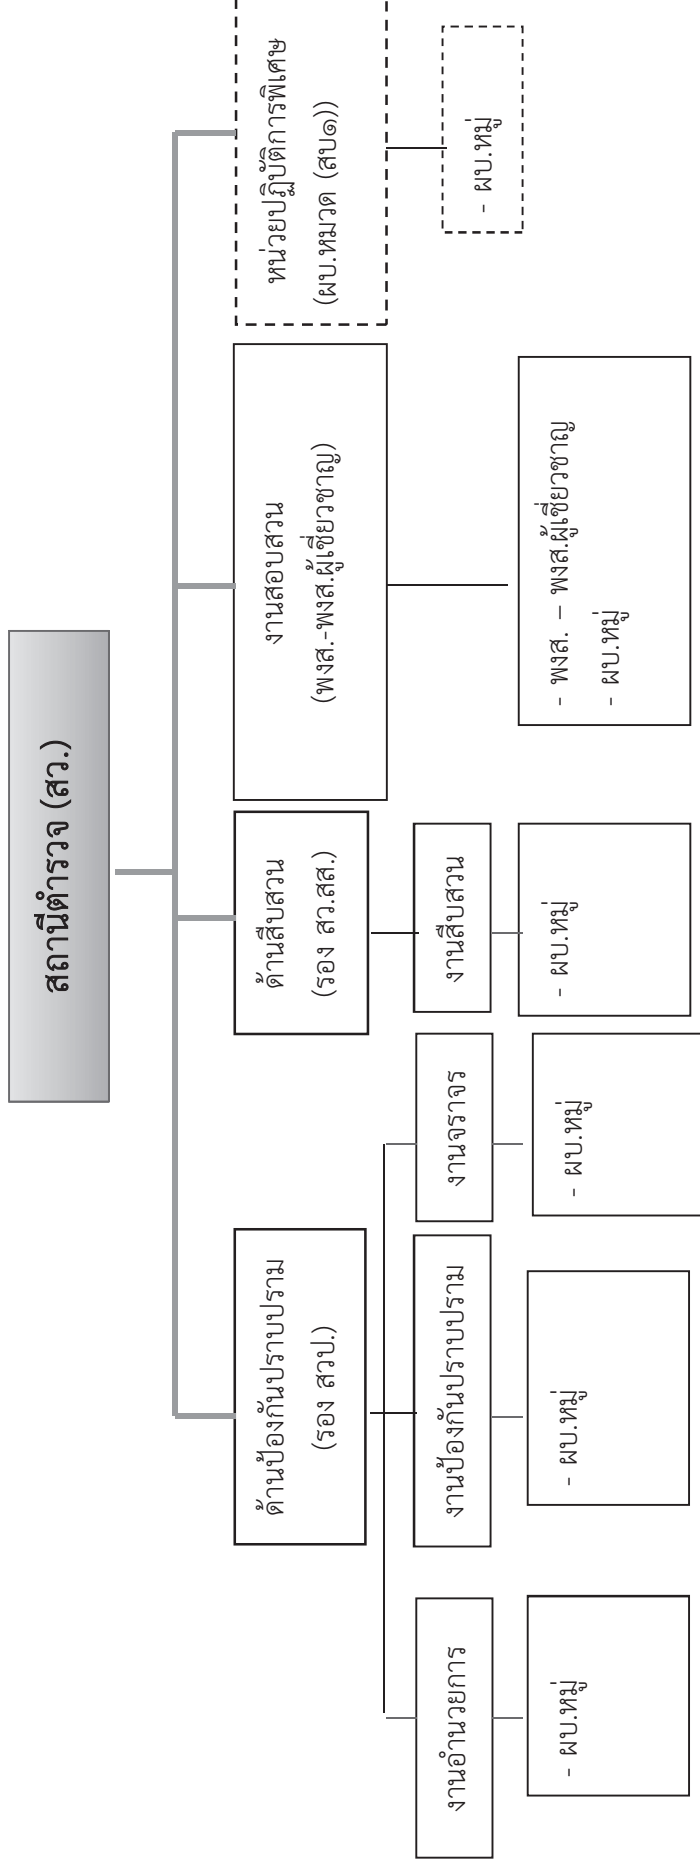 สถานีตำรวจ (สว.)
ด้านป้องกันปราบปราม
(รอง สวป.)
ด้านสืบสวน
(รอง สว.สส.)
งานสอบสวน
(พงส.-พงส.ผู้เชี่ยวชาญ)
หน่วยปฏิบัติการพิเศษ
(ผบ.หมวด (สบ๑))
งานอำนวยการ
งานป้องกันปราบปราม
งานจราจร
งานสืบสวน
- ผบ.หมู่
- ผบ.หมู่
- ผบ.หมู่
- ผบ.หมู่
- พงส. – พงส.ผู้เชี่ยวชาญ
- ผบ.หมู่
- ผบ.หมู่